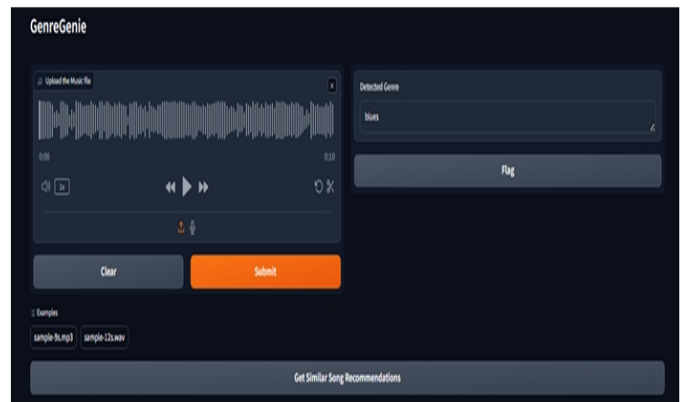 GenreGenie
Upload the Music file
x
0:00
0:10
1x
Clear
Submit
Detected Genre
blues
Flag
Examples
sample-9s.mp3
sample-12s.wav
Get Similar Song Recommendations